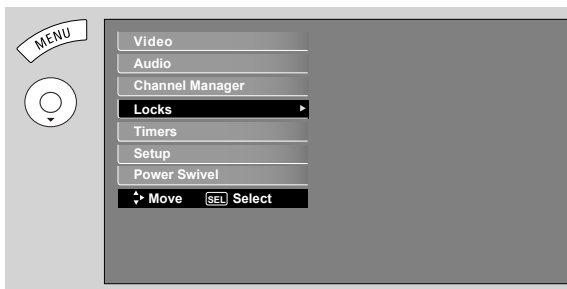 MENU
Video
Audio
Channel Manager
Locks
Timers
Setup
Power Swivel
Move SEL Select